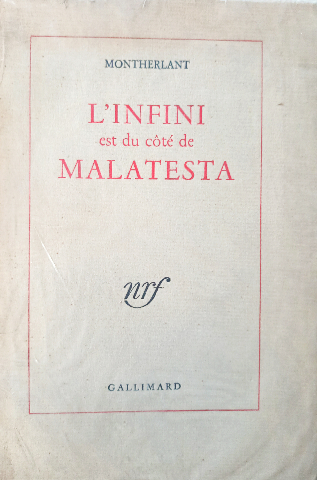 MONTHERLANT
L'INFINI
est du côté de
MALATESTA
nrf
GALLIMARD